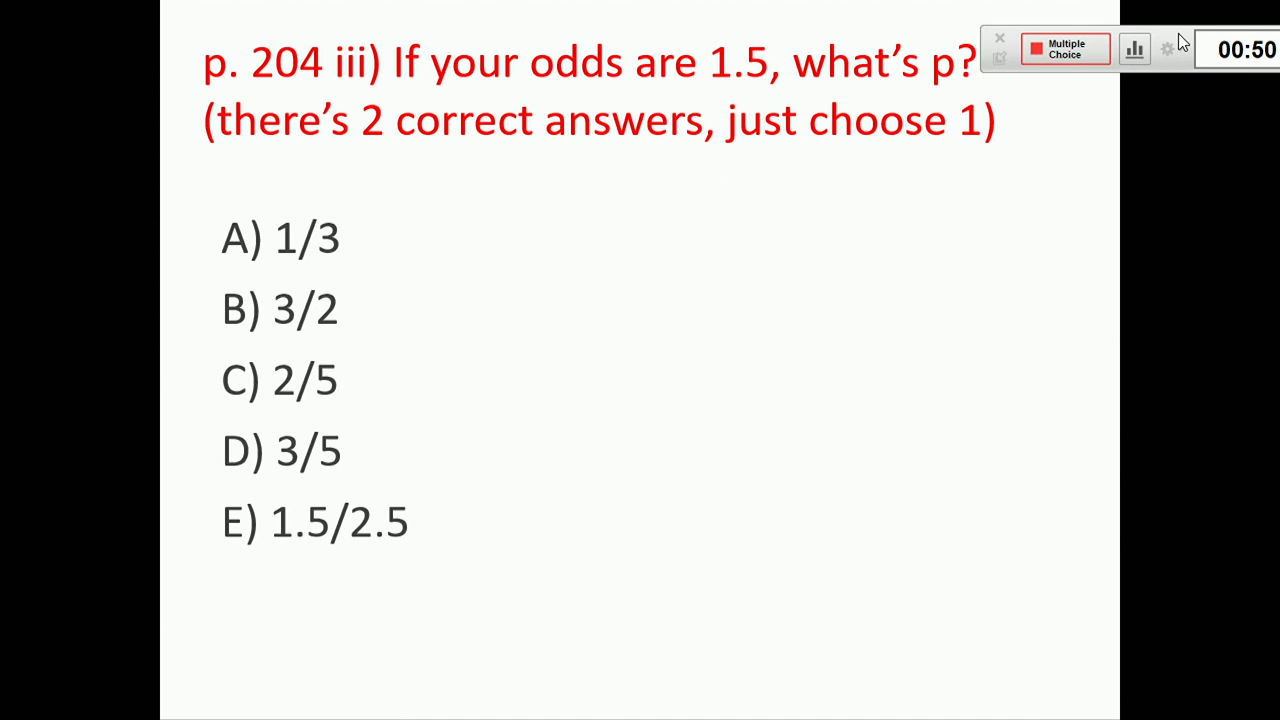 p. 204 iii) If your odds are 1.5, what’s p?
(there’s 2 correct answers, just choose 1)
Multiple
Choice
00:50
A) 1/3
B) 3/2
C) 2/5
D) 3/5
E) 1.5/2.5